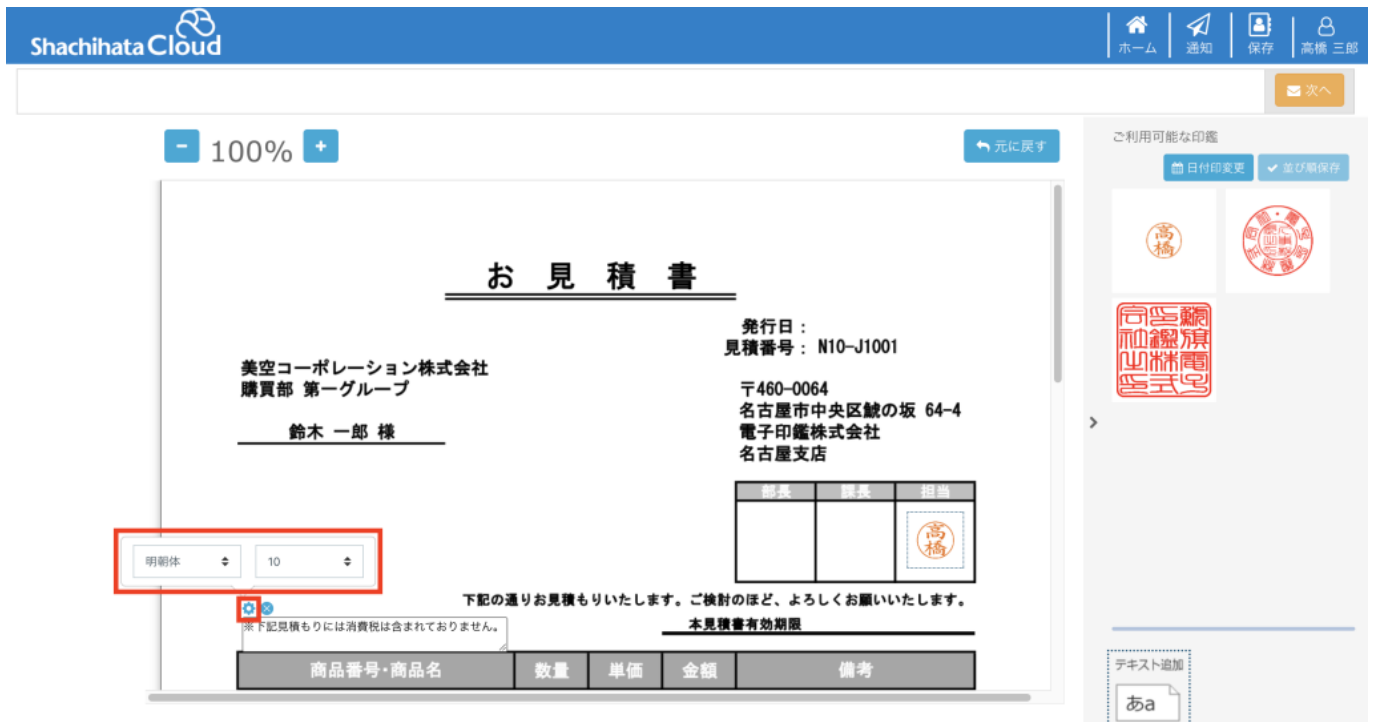 Shachihata Cloud
ホーム
通知
保存
高橋 三郎
次へ
- 100% +
元に戻す
お 見 積 書
発行日：
見積番号： N10-J1001
美空コーポレーション株式会社
購買部 第一グループ
鈴木 一郎 様
〒460-0064
名古屋市中央区鯱の坂 64-4
電子印鑑株式会社
名古屋支店
部長 課長 担当
高橋
明朝体
10
下記の通りお見積もりいたします。ご検討のほど、よろしくお願いいたします。
※下記見積もりには消費税は含まれておりません。
本見積書有効期限
商品番号・商品名 数量 単価 金額 備考
ご利用可能な印鑑
日付印変更
並び順保存
高橋
テキスト追加
あa